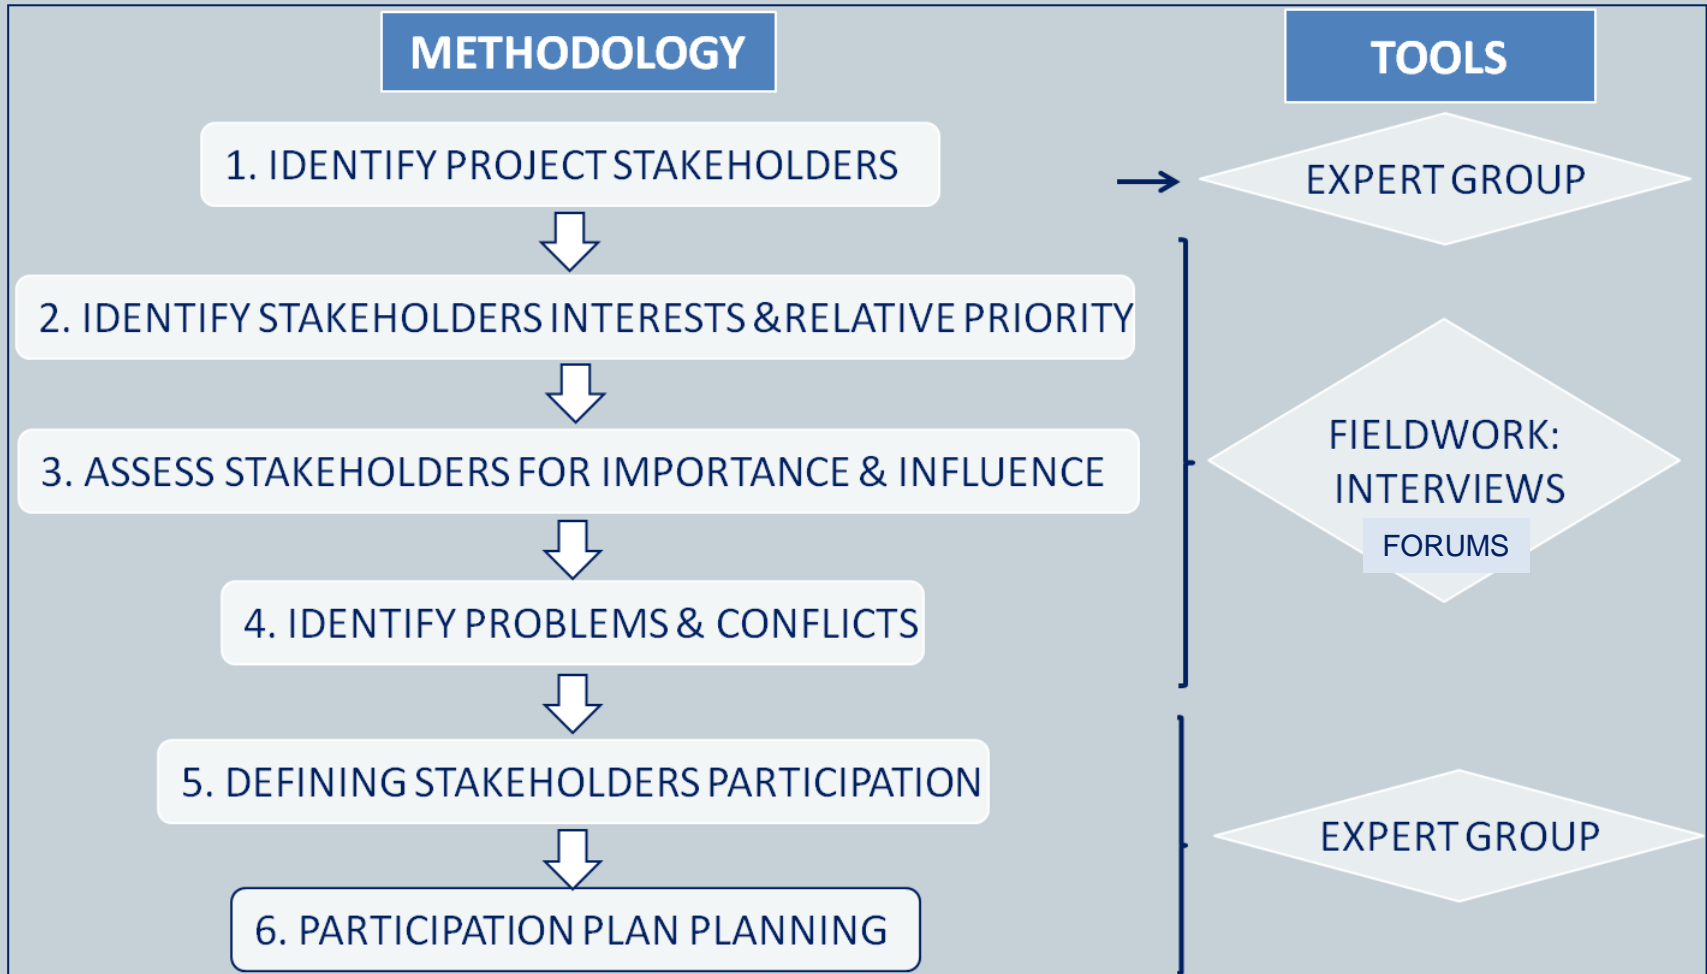 METHODOLOGY
TOOLS
1. IDENTIFY PROJECT STAKEHOLDERS
EXPERT GROUP
2. IDENTIFY STAKEHOLDERS INTERESTS &RELATIVE PRIORITY
3. ASSESS STAKEHOLDERS FOR IMPORTANCE & INFLUENCE
FIELDWORK:
INTERVIEWS
FORUMS
4. IDENTIFY PROBLEMS & CONFLICTS
5. DEFINING STAKEHOLDERS PARTICIPATION
EXPERT GROUP
6. PARTICIPATION PLAN PLANNING